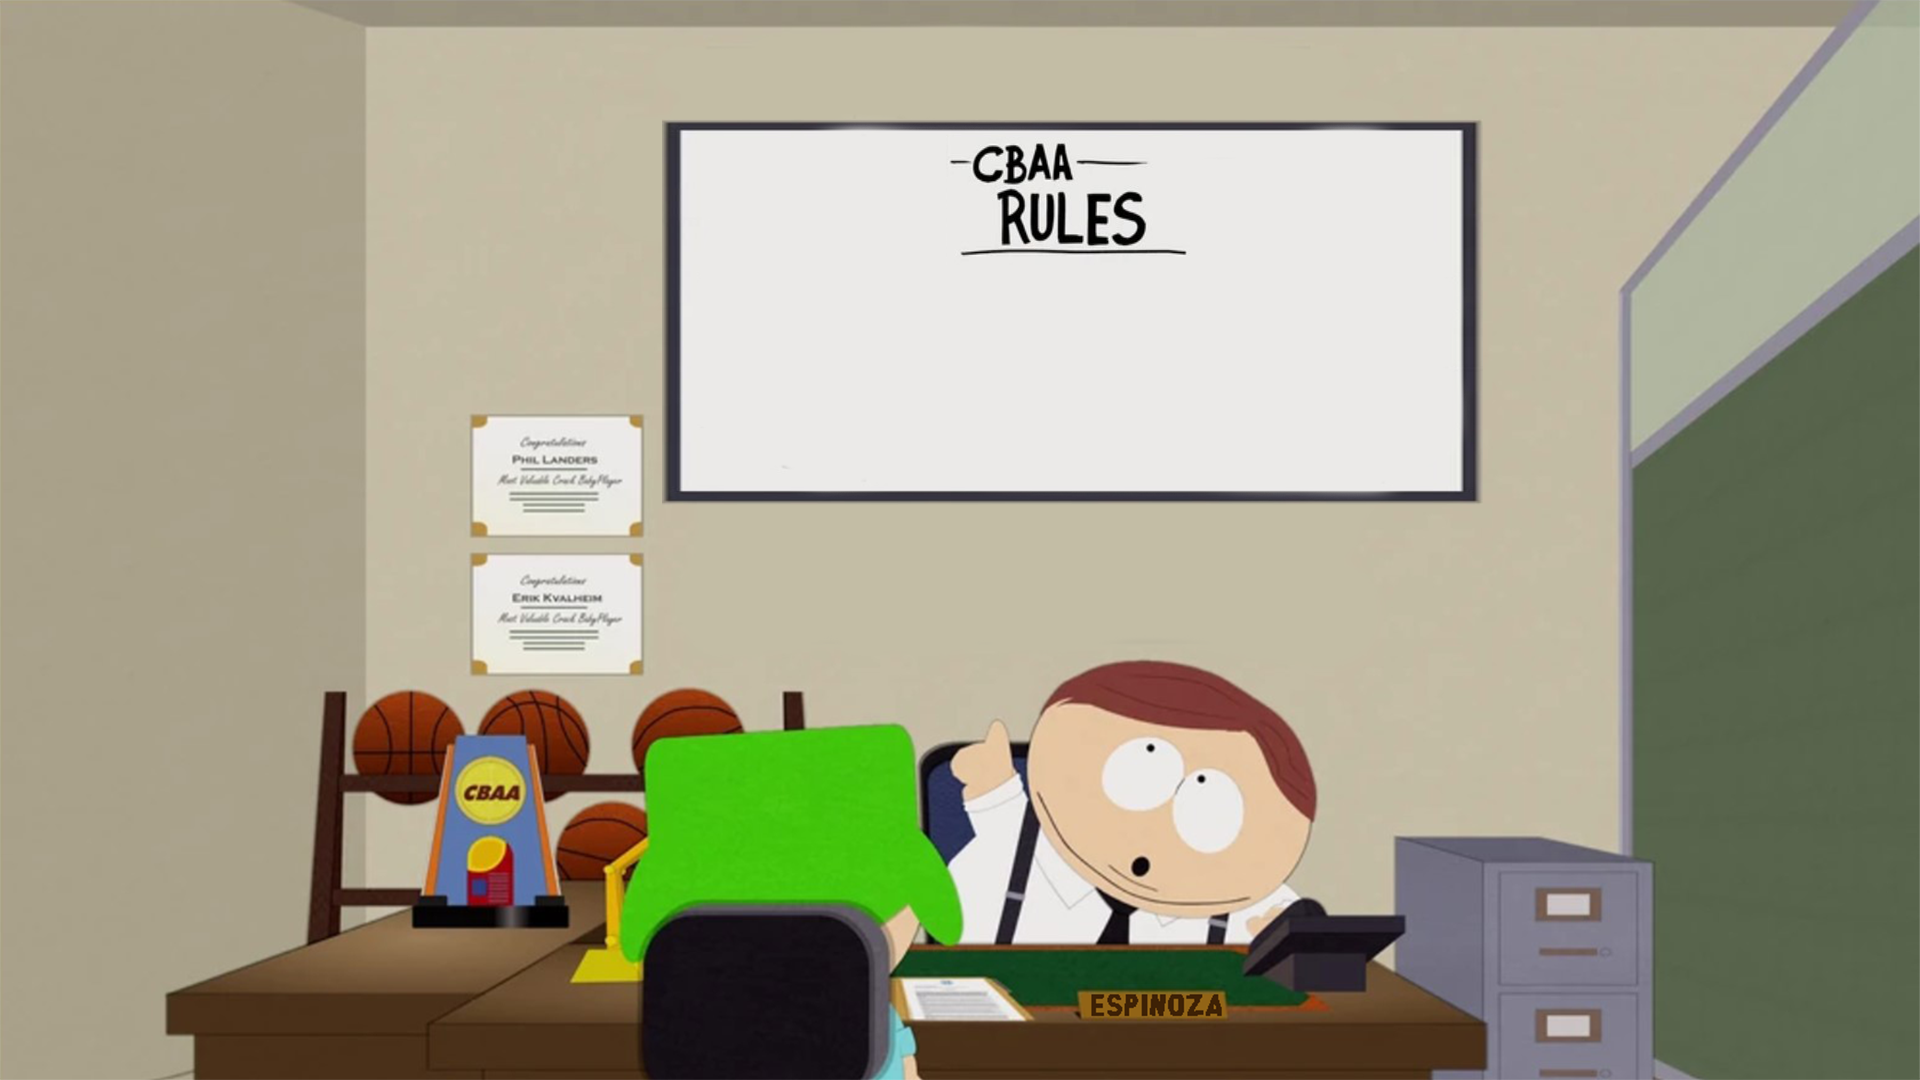 -CBAA-
RULES
Congratulations
PHIL LANDERS
Most Valuable Crack Baby Player
Congratulations
ERIK KVALHEIM
Most Valuable Crack Baby Player
CBAA
ESPINOZA